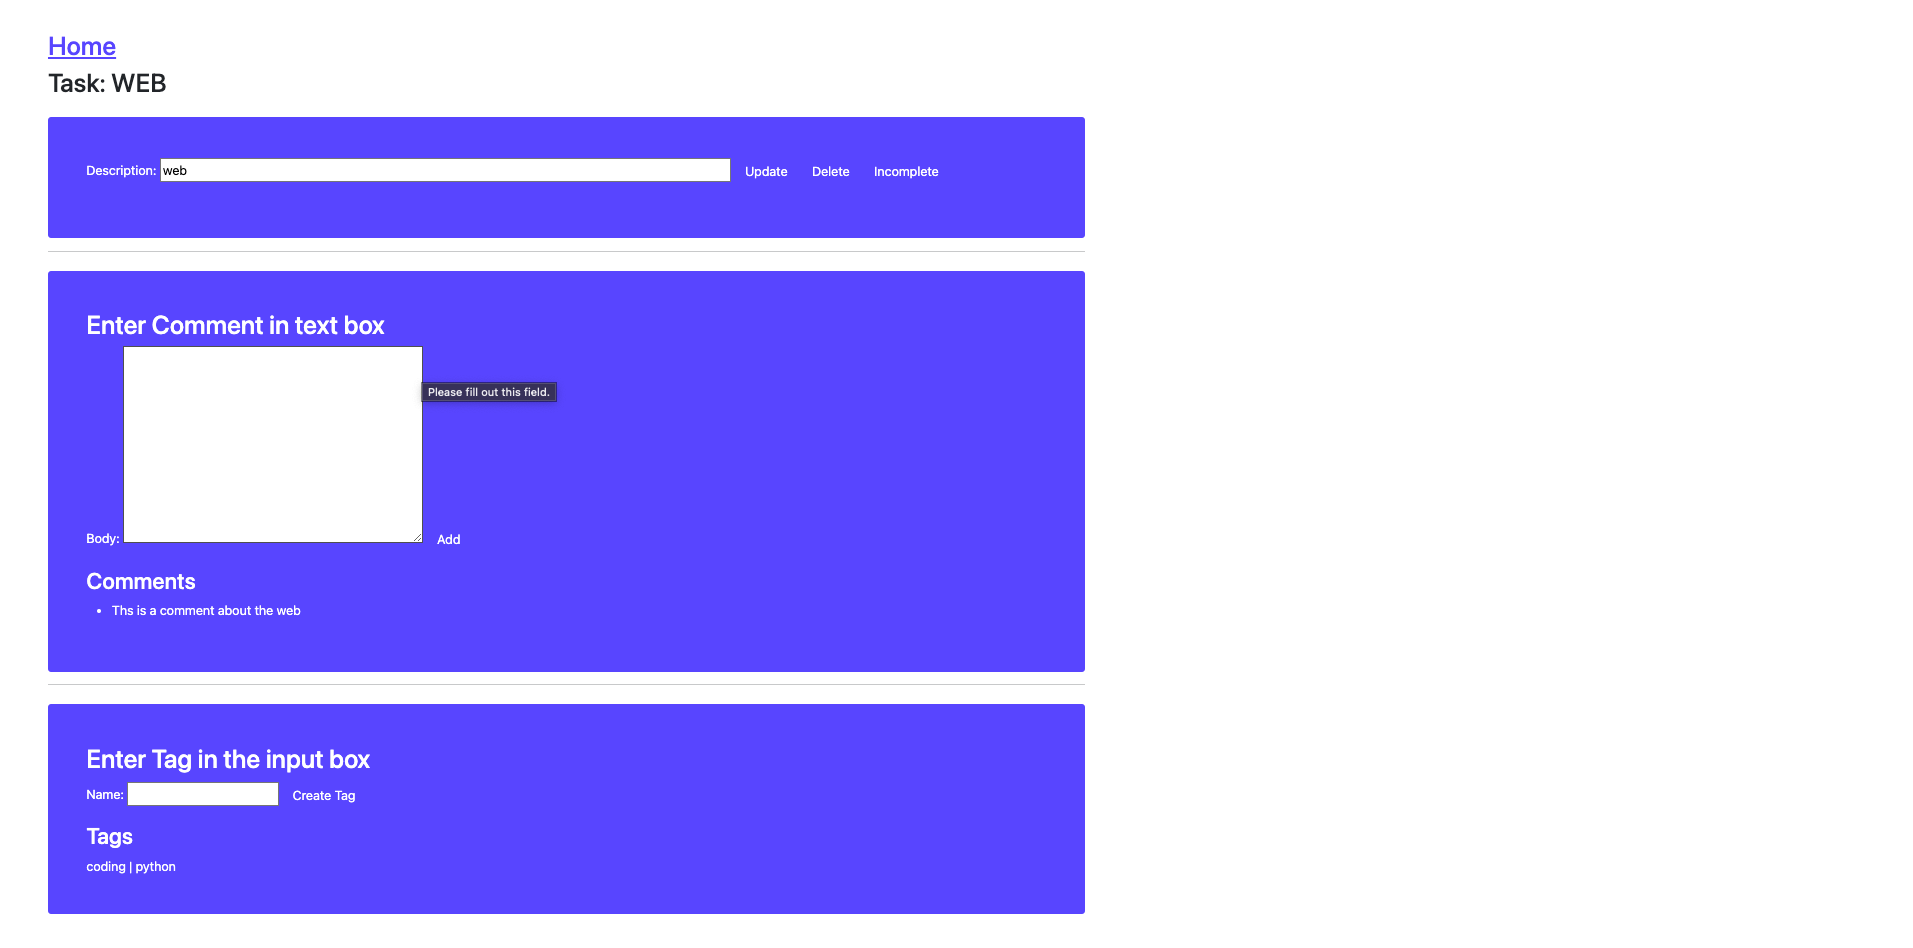 Home
Task: WEB
Description: web Update Delete Incomplete
Enter Comment in text box
Please fill out this field.
Body: Add
Comments
• Ths is a comment about the web
Enter Tag in the input box
Name: Create Tag
Tags
coding | python